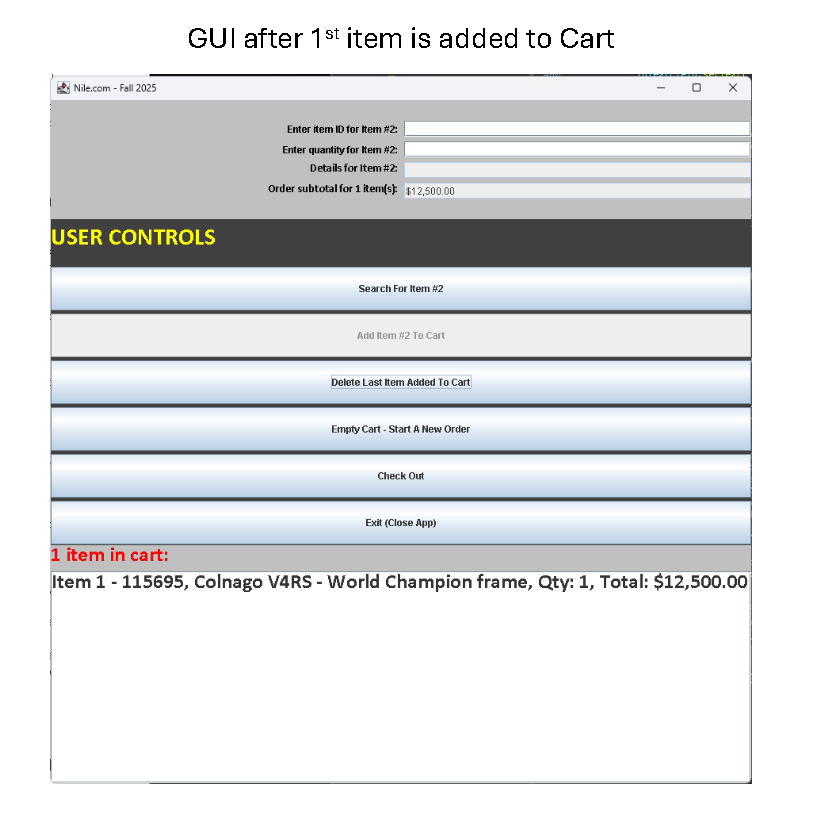 GUI after 1st item is added to Cart
Nile.com - Fall 2025
Enter item ID for Item #2:
Enter quantity for Item #2:
Details for Item #2:
Order subtotal for 1 item(s): $12,500.00
USER CONTROLS
Search For Item #2
Add Item #2 To Cart
Delete Last Item Added To Cart
Empty Cart - Start A New Order
Check Out
Exit (Close App)
1 item in cart:
Item 1 - 115695, Colnago V4RS - World Champion frame, Qty: 1, Total: $12,500.00